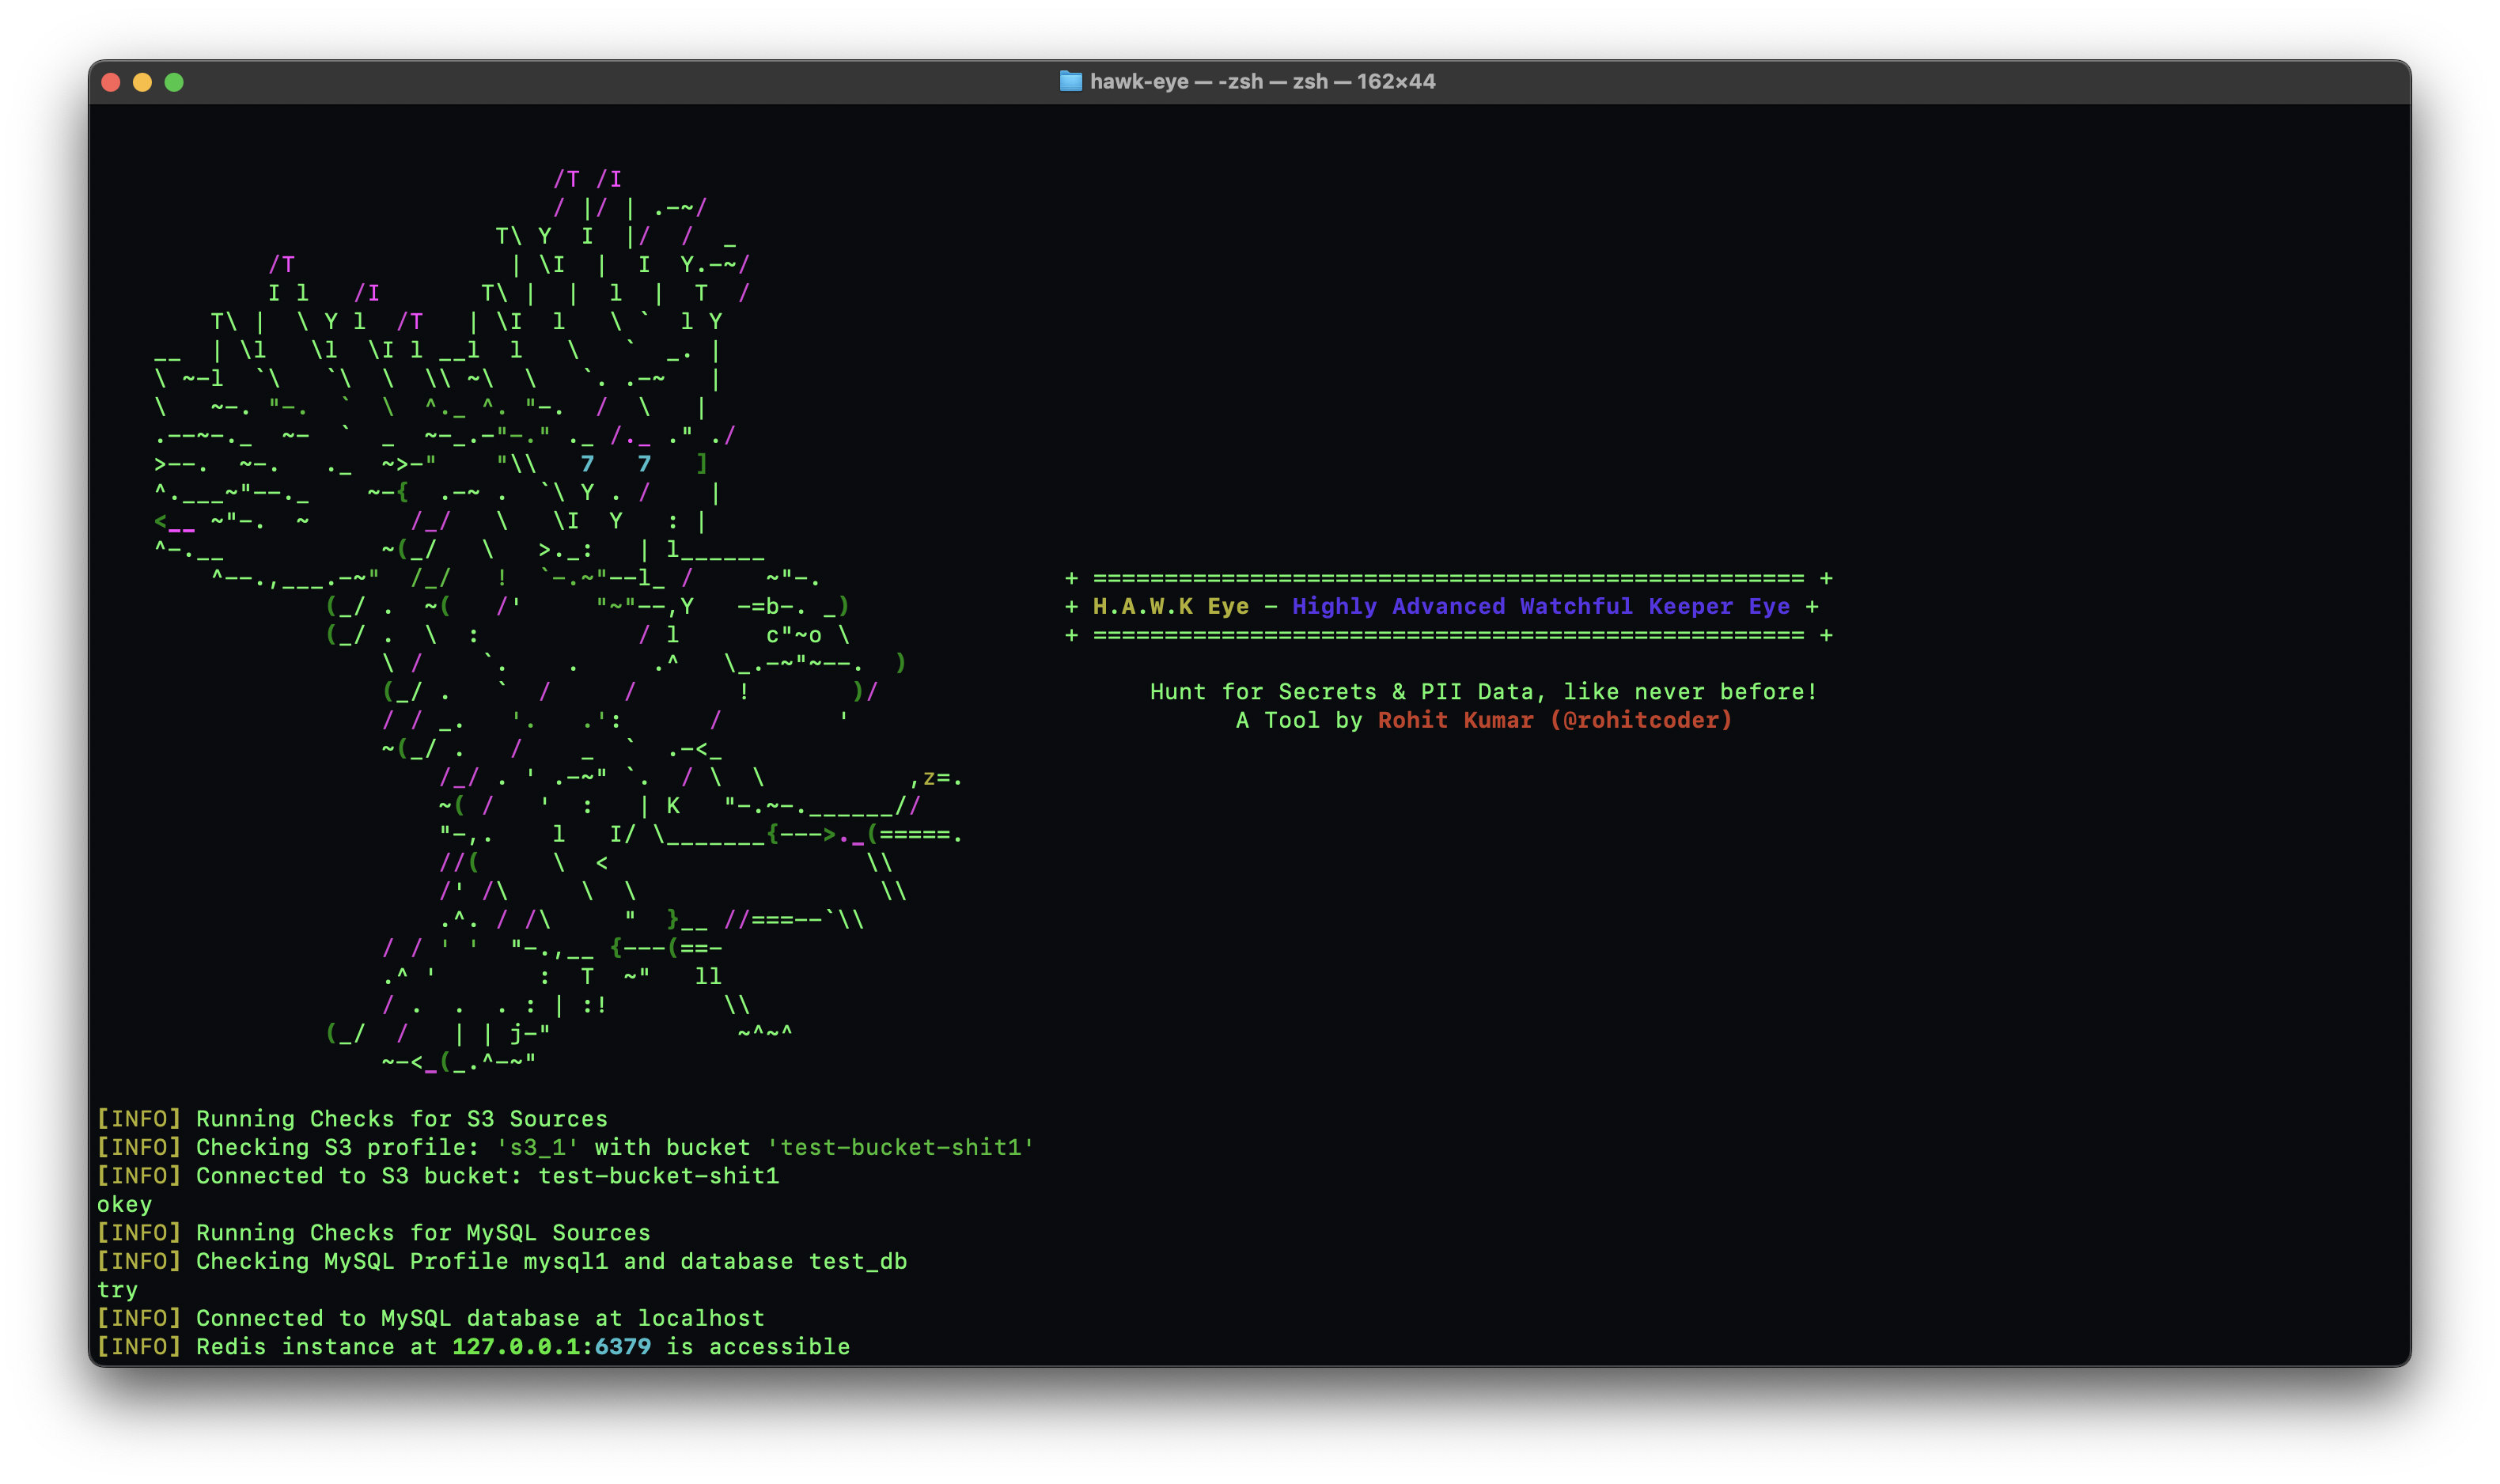 hawk-eye — -zsh — zsh — 162×44
+ ================================================== +
+ H.A.W.K Eye - Highly Advanced Watchful Keeper Eye +
+ ================================================== +
Hunt for Secrets & PII Data, like never before!
A Tool by Rohit Kumar (@rohitcoder)
[INFO] Running Checks for S3 Sources
[INFO] Checking S3 profile: 's3_1' with bucket 'test-bucket-shit1'
[INFO] Connected to S3 bucket: test-bucket-shit1
okey
[INFO] Running Checks for MySQL Sources
[INFO] Checking MySQL Profile mysql1 and database test_db
try
[INFO] Connected to MySQL database at localhost
[INFO] Redis instance at 127.0.0.1:6379 is accessible